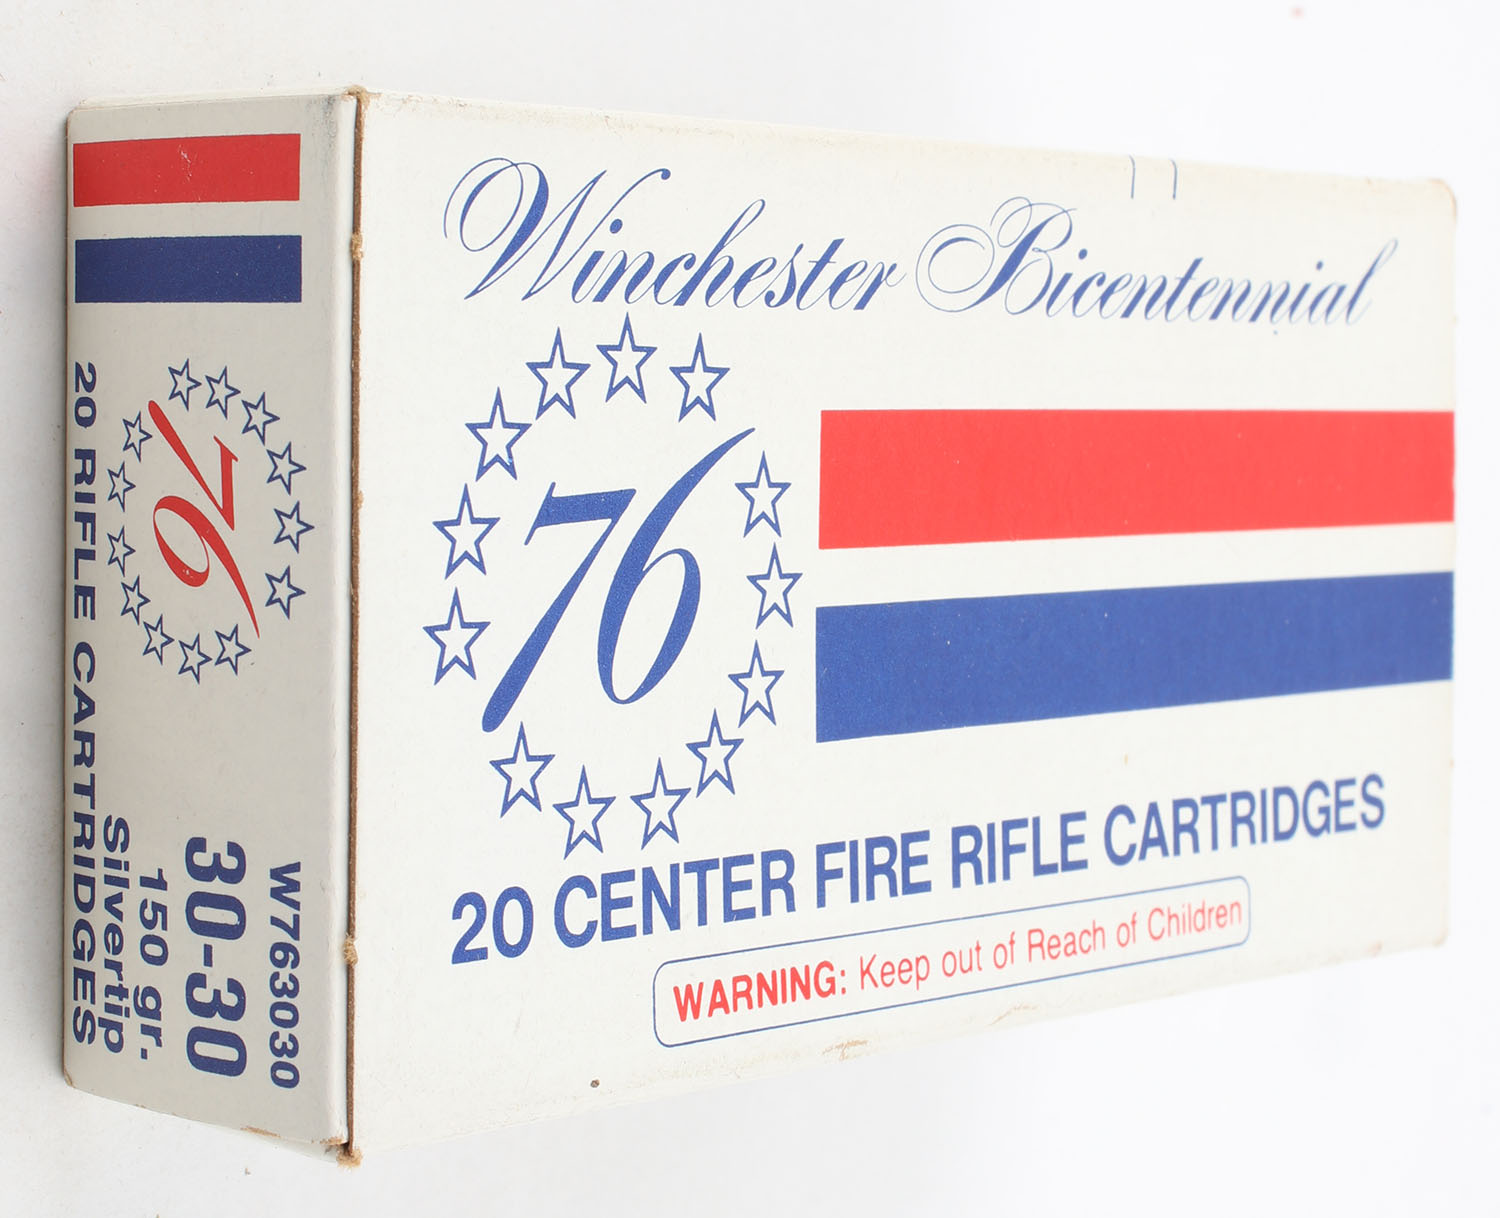 Winchester Bicentennial
76
20 CENTER FIRE RIFLE CARTRIDGES
WARNING: Keep out of Reach of Children
76
W763030
30-30
150 gr.
Silvertip
20 RIFLE CARTRIDGES